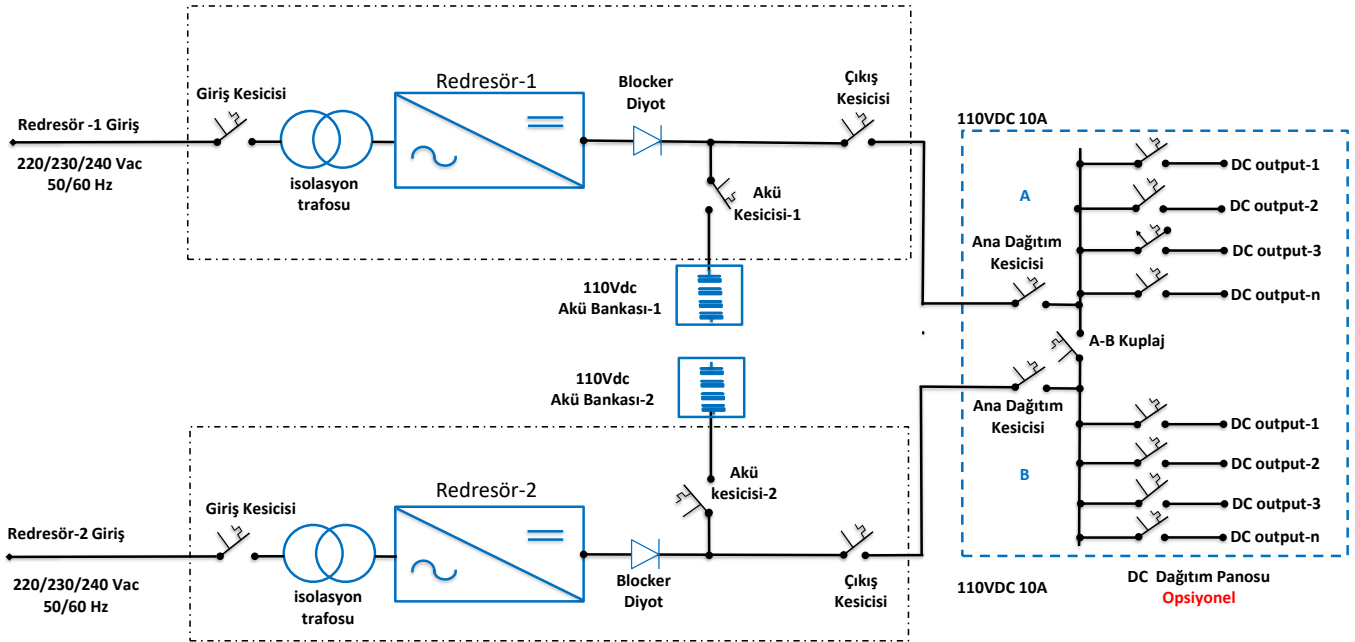 Redresör-1
Blocker
Diyot
Çıkış
Kesicisi
Giriş Kesicisi
Redresör -1 Giriş
220/230/240 Vac
50/60 Hz
isolasyon
trafosu
Akü
Kesicisi-1
110Vdc
Akü Bankası-1
110VDC 10A
DC output-1
A
DC output-2
Ana Dağıtım
Kesicisi
DC output-3
DC output-n
A-B Kuplaj
110Vdc
Akü Bankası-2
Ana Dağıtım
Kesicisi
DC output-1
DC output-2
B
DC output-3
DC output-n
Redresör-2
Akü
kesicisi-2
Giriş Kesicisi
Redresör-2 Giriş
220/230/240 Vac
50/60 Hz
isolasyon
trafosu
Blocker
Diyot
Çıkış
Kesicisi
110VDC 10A
DC Dağıtım Panosu
Opsiyonel